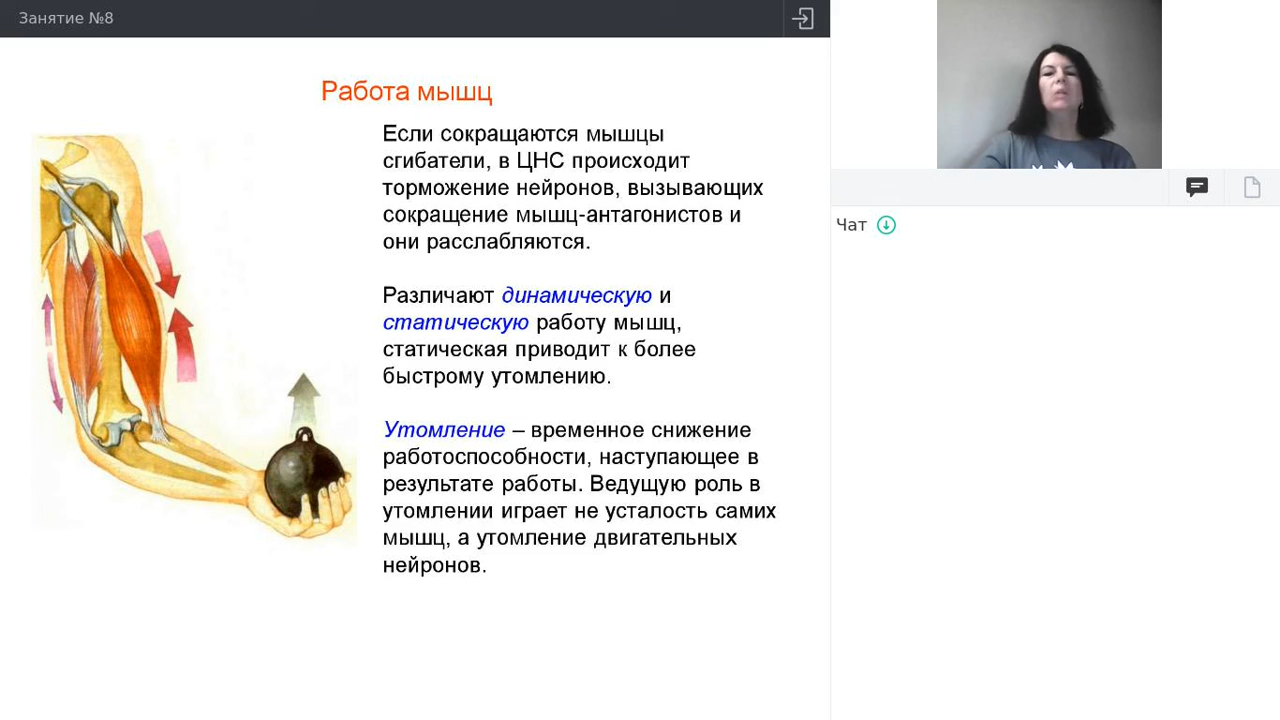 Занятие №8
Работа мышц
Если сокращаются мышцы
сгибатели, в ЦНС происходит
торможение нейронов, вызывающих
сокращение мышц-антагонистов и
они расслабляются.
Различают динамическую и
статическую работу мышц,
статическая приводит к более
быстрому утомлению.
Утомление – временное снижение
работоспособности, наступающее в
результате работы. Ведущую роль в
утомлении играет не усталость самих
мышц, а утомление двигательных
нейронов.
Чат